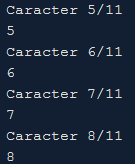 Caracter 5/11
5
Caracter 6/11
6
Caracter 7/11
7
Caracter 8/11
8